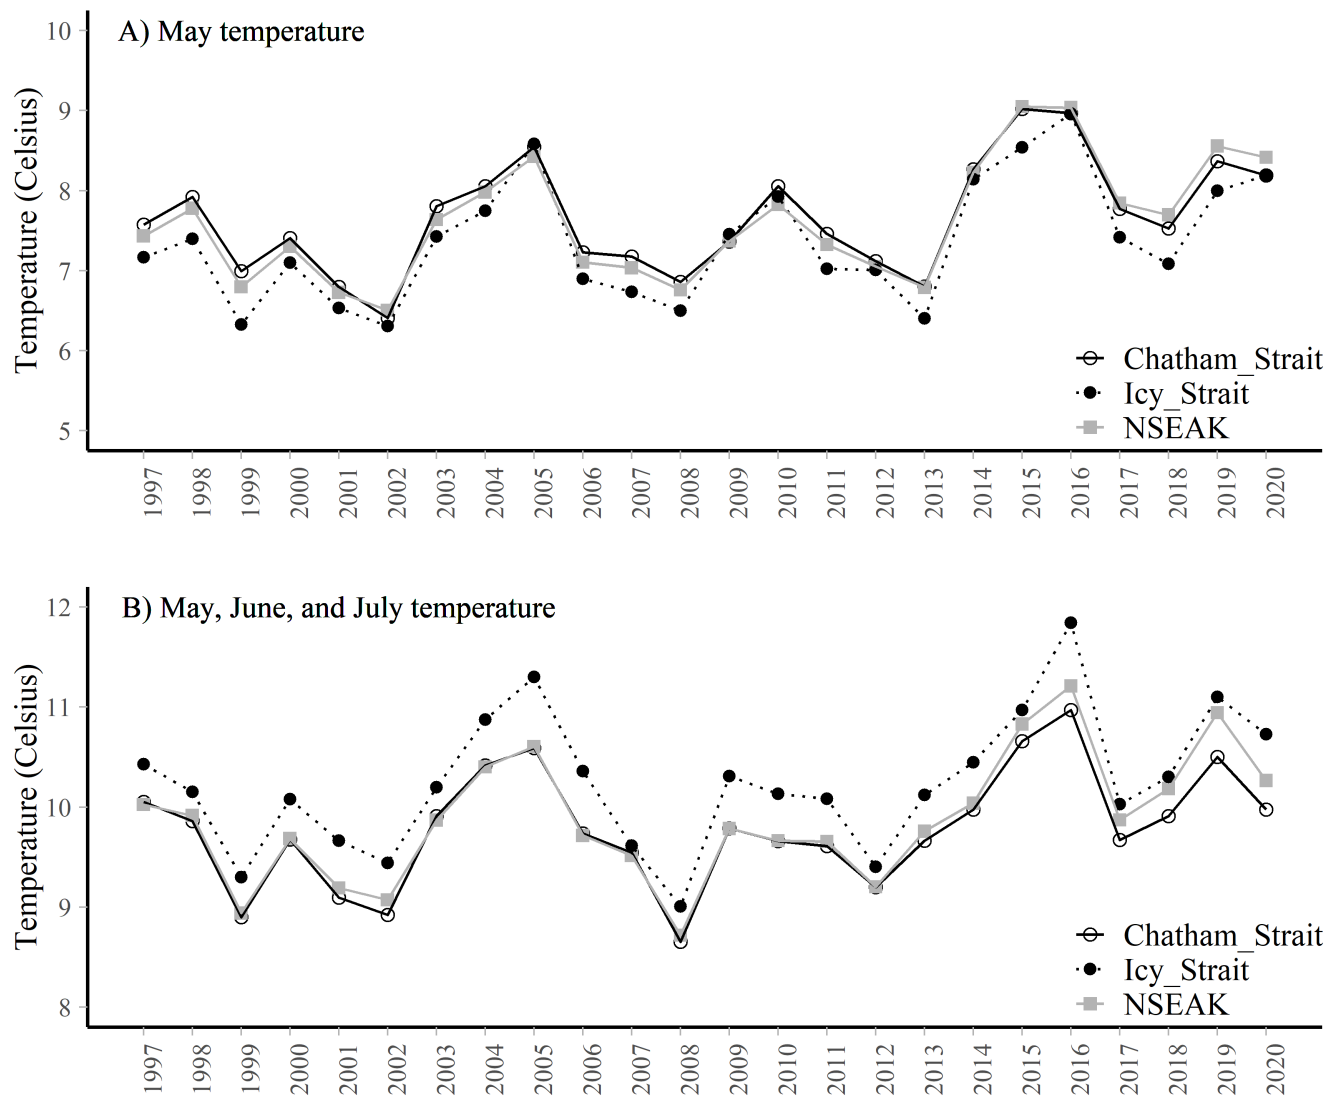 A) May temperature
Temperature (Celsius)
10
9
8
7
6
5
Chatham_Strait
Icy_Strait
NSEAK
1997 1998 1999 2000 2001 2002 2003 2004 2005 2006 2007 2008 2009 2010 2011 2012 2013 2014 2015 2016 2017 2018 2019 2020
B) May, June, and July temperature
Temperature (Celsius)
12
11
10
9
8
Chatham_Strait
Icy_Strait
NSEAK
1997 1998 1999 2000 2001 2002 2003 2004 2005 2006 2007 2008 2009 2010 2011 2012 2013 2014 2015 2016 2017 2018 2019 2020